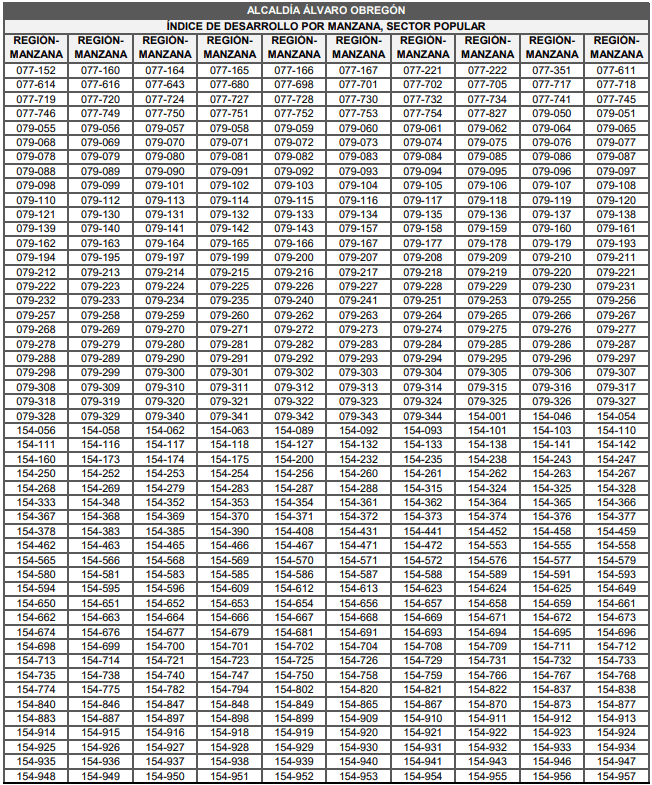 ALCALDÍA ÁLVARO OBREGÓN
ÍNDICE DE DESARROLLO POR MANZANA, SECTOR POPULAR
REGIÓN- REGIÓN- REGIÓN- REGIÓN- REGIÓN- REGIÓN- REGIÓN- REGIÓN- REGIÓN- REGIÓN-
MANZANA MANZANA MANZANA MANZANA MANZANA MANZANA MANZANA MANZANA MANZANA MANZANA
077-152 077-160 077-164 077-165 077-166 077-167 077-221 077-222 077-351 077-611
077-614 077-616 077-643 077-680 077-698 077-701 077-702 077-705 077-717 077-718
077-719 077-720 077-724 077-727 077-728 077-730 077-732 077-734 077-741 077-745
077-746 077-749 077-750 077-751 077-752 077-753 077-754 077-827 079-050 079-051
079-055 079-056 079-057 079-058 079-059 079-060 079-061 079-062 079-064 079-065
079-068 079-069 079-070 079-071 079-072 079-073 079-074 079-075 079-076 079-077
079-078 079-079 079-080 079-081 079-082 079-083 079-084 079-085 079-086 079-087
079-088 079-089 079-090 079-091 079-092 079-093 079-094 079-095 079-096 079-097
079-098 079-099 079-101 079-102 079-103 079-104 079-105 079-106 079-107 079-108
079-110 079-112 079-113 079-114 079-115 079-116 079-117 079-118 079-119 079-120
079-121 079-130 079-131 079-132 079-133 079-134 079-135 079-136 079-137 079-138
079-139 079-140 079-141 079-142 079-143 079-157 079-158 079-159 079-160 079-161
079-162 079-163 079-164 079-165 079-166 079-167 079-177 079-178 079-179 079-193
079-194 079-195 079-197 079-199 079-200 079-207 079-208 079-209 079-210 079-211
079-212 079-213 079-214 079-215 079-216 079-217 079-218 079-219 079-220 079-221
079-222 079-223 079-224 079-225 079-226 079-227 079-228 079-229 079-230 079-231
079-232 079-233 079-234 079-235 079-240 079-241 079-251 079-253 079-255 079-256
079-257 079-258 079-259 079-260 079-262 079-263 079-264 079-265 079-266 079-267
079-268 079-269 079-270 079-271 079-272 079-273 079-274 079-275 079-276 079-277
079-278 079-279 079-280 079-281 079-282 079-283 079-284 079-285 079-286 079-287
079-288 079-289 079-290 079-291 079-292 079-293 079-294 079-295 079-296 079-297
079-298 079-299 079-300 079-301 079-302 079-303 079-304 079-305 079-306 079-307
079-308 079-309 079-310 079-311 079-312 079-313 079-314 079-315 079-316 079-317
079-318 079-319 079-320 079-321 079-322 079-323 079-324 079-325 079-326 079-327
079-328 079-329 079-340 079-341 079-342 079-343 079-344 154-001 154-046 154-054
154-056 154-058 154-062 154-063 154-089 154-092 154-093 154-101 154-103 154-110
154-111 154-116 154-117 154-118 154-127 154-132 154-133 154-138 154-141 154-142
154-160 154-173 154-174 154-175 154-200 154-232 154-235 154-238 154-243 154-247
154-250 154-252 154-253 154-254 154-256 154-260 154-261 154-262 154-263 154-267
154-268 154-269 154-279 154-283 154-287 154-288 154-315 154-324 154-325 154-328
154-333 154-348 154-352 154-353 154-354 154-361 154-362 154-364 154-365 154-366
154-367 154-368 154-369 154-370 154-371 154-372 154-373 154-374 154-376 154-377
154-378 154-383 154-385 154-390 154-408 154-431 154-441 154-452 154-458 154-459
154-462 154-463 154-465 154-466 154-467 154-471 154-472 154-553 154-555 154-558
154-565 154-566 154-568 154-569 154-570 154-571 154-572 154-576 154-577 154-579
154-580 154-581 154-583 154-585 154-586 154-587 154-588 154-589 154-591 154-593
154-594 154-595 154-596 154-609 154-612 154-613 154-623 154-624 154-625 154-649
154-650 154-651 154-652 154-653 154-654 154-656 154-657 154-658 154-659 154-661
154-662 154-663 154-664 154-666 154-667 154-668 154-669 154-671 154-672 154-673
154-674 154-676 154-677 154-679 154-681 154-691 154-693 154-694 154-695 154-696
154-698 154-699 154-700 154-701 154-702 154-704 154-708 154-709 154-711 154-712
154-713 154-714 154-721 154-723 154-725 154-726 154-729 154-731 154-732 154-733
154-735 154-738 154-740 154-747 154-750 154-758 154-759 154-766 154-767 154-768
154-774 154-775 154-782 154-794 154-802 154-820 154-821 154-822 154-837 154-838
154-840 154-846 154-847 154-848 154-849 154-865 154-867 154-870 154-873 154-877
154-883 154-887 154-897 154-898 154-899 154-909 154-910 154-911 154-912 154-913
154-914 154-915 154-916 154-918 154-919 154-920 154-921 154-922 154-923 154-924
154-925 154-926 154-927 154-928 154-929 154-930 154-931 154-932 154-933 154-934
154-935 154-936 154-937 154-938 154-939 154-940 154-941 154-943 154-946 154-947
154-948 154-949 154-950 154-951 154-952 154-953 154-954 154-955 154-956 154-957